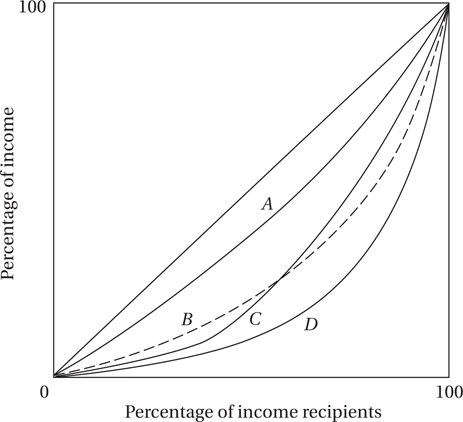 100
Percentage of income
A
B
C
D
0
100
Percentage of income recipients